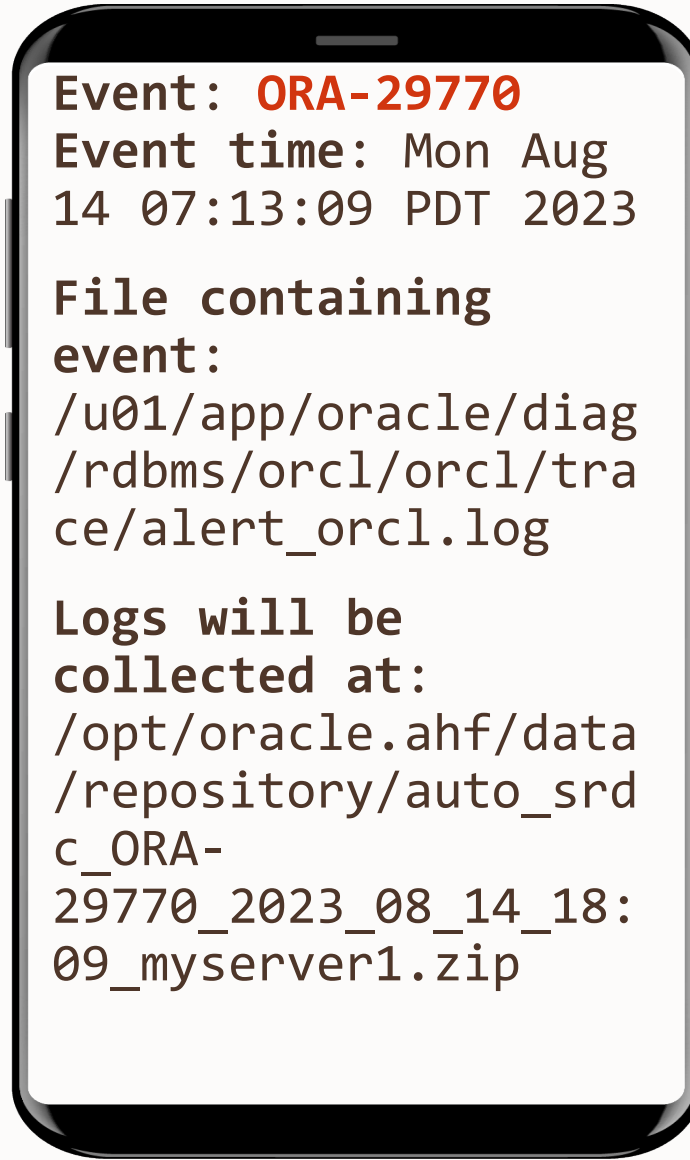 Event: ORA-29770
Event time: Mon Aug
14 07:13:09 PDT 2023
File containing
event:
/u01/app/oracle/diag
/rdbms/orcl/orcl/tra
ce/alert_orcl.log
Logs will be
collected at:
/opt/oracle.ahf/data
/repository/auto_srd
c_ORA-
29770_2023_08_14_18:
09_myserver1.zip